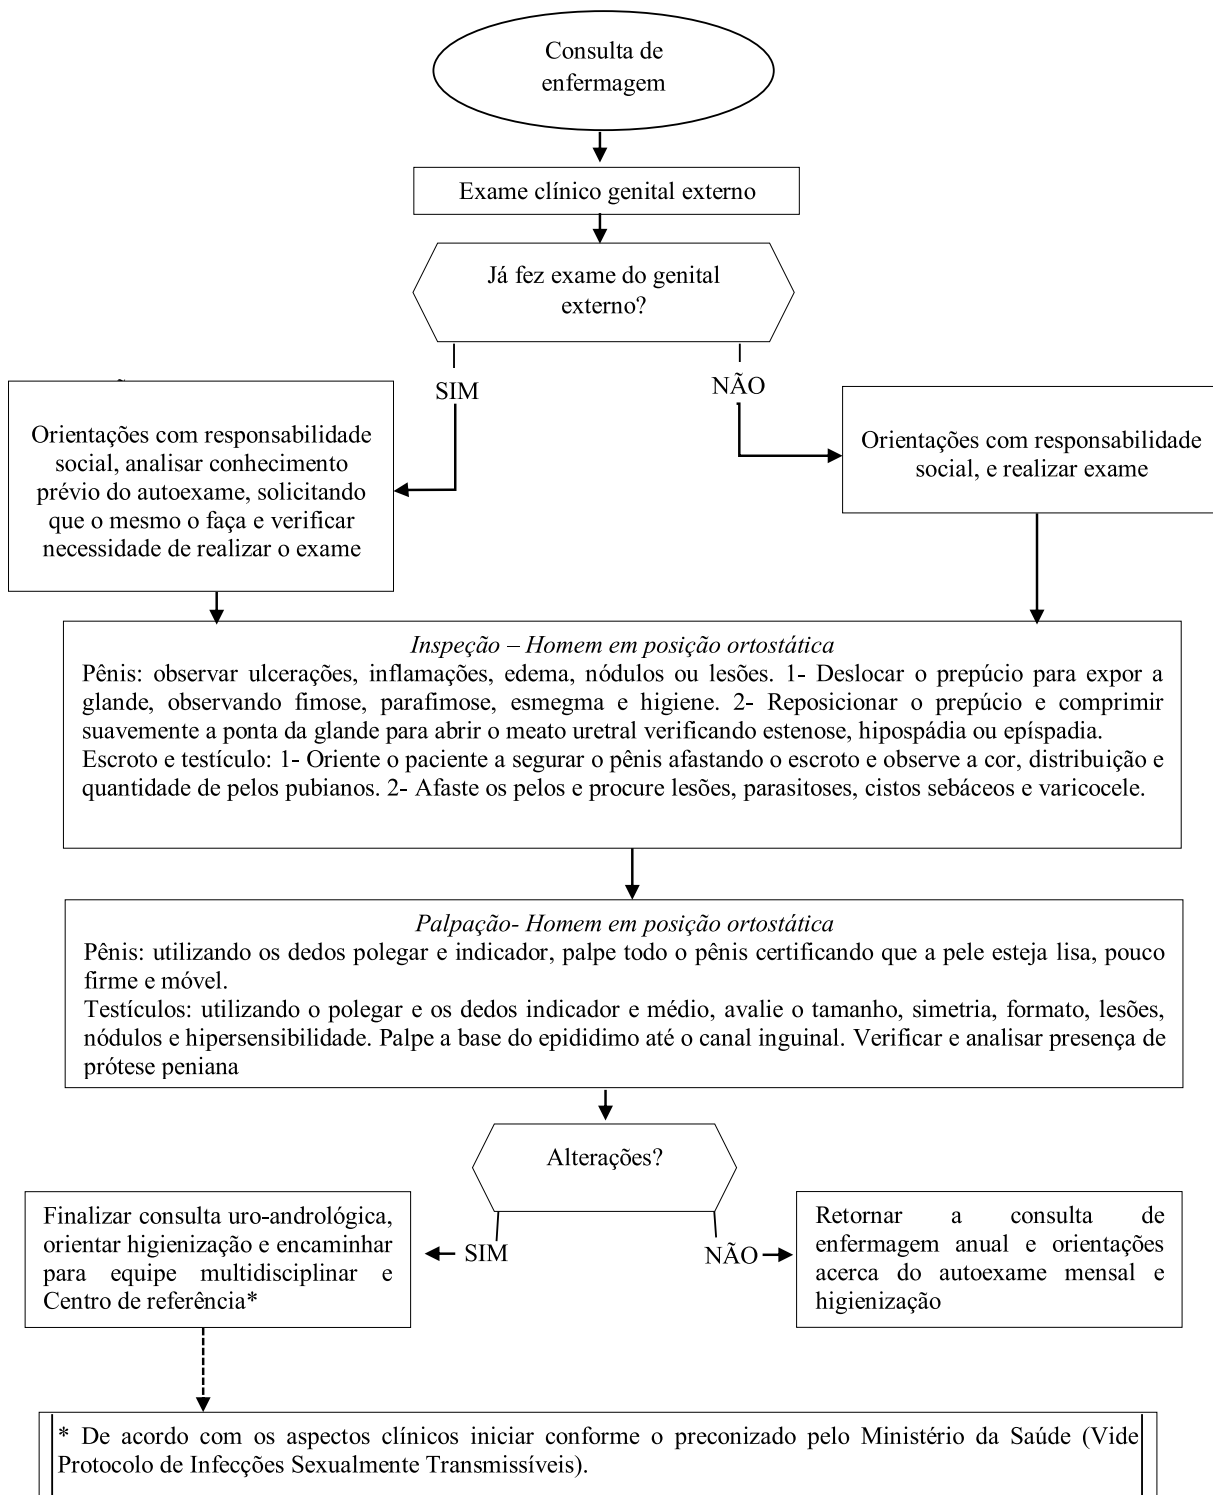 Consulta de
enfermagem
Exame clínico genital externo
Já fez exame do genital
externo?
SIM
NÃO
Orientações com responsabilidade
social, analisar conhecimento
prévio do autoexame, solicitando
que o mesmo o faça e verificar
necessidade de realizar o exame
Orientações com responsabilidade
social, e realizar exame
Inspeção – Homem em posição ortostática
Pênis: observar ulcerações, inflamações, edema, nódulos ou lesões. 1- Deslocar o prepúcio para expor a
glande, observando fimose, parafimose, esmegma e higiene. 2- Reposicionar o prepúcio e comprimir
suavemente a ponta da glande para abrir o meato uretral verificando estenose, hipospádia ou epíspadia.
Escroto e testículo: 1- Oriente o paciente a segurar o pênis afastando o escroto e observe a cor, distribuição e
quantidade de pelos pubianos. 2- Afaste os pelos e procure lesões, parasitoses, cistos sebáceos e varicocele.
Palpação- Homem em posição ortostática
Pênis: utilizando os dedos polegar e indicador, palpe todo o pênis certificando que a pele esteja lisa, pouco
firme e móvel.
Testículos: utilizando o polegar e os dedos indicador e médio, avalie o tamanho, simetria, formato, lesões,
nódulos e hipersensibilidade. Palpe a base do epididimo até o canal inguinal. Verificar e analisar presença de
prótese peniana
Alterações?
SIM
NÃO
Finalizar consulta uro-andrológica,
orientar higienização e encaminhar
para equipe multidisciplinar e
Centro de referência*
Retornar a consulta de
enfermagem anual e orientações
acerca do autoexame mensal e
higienização
* De acordo com os aspectos clínicos iniciar conforme o preconizado pelo Ministério da Saúde (Vide
Protocolo de Infecções Sexualmente Transmissíveis).